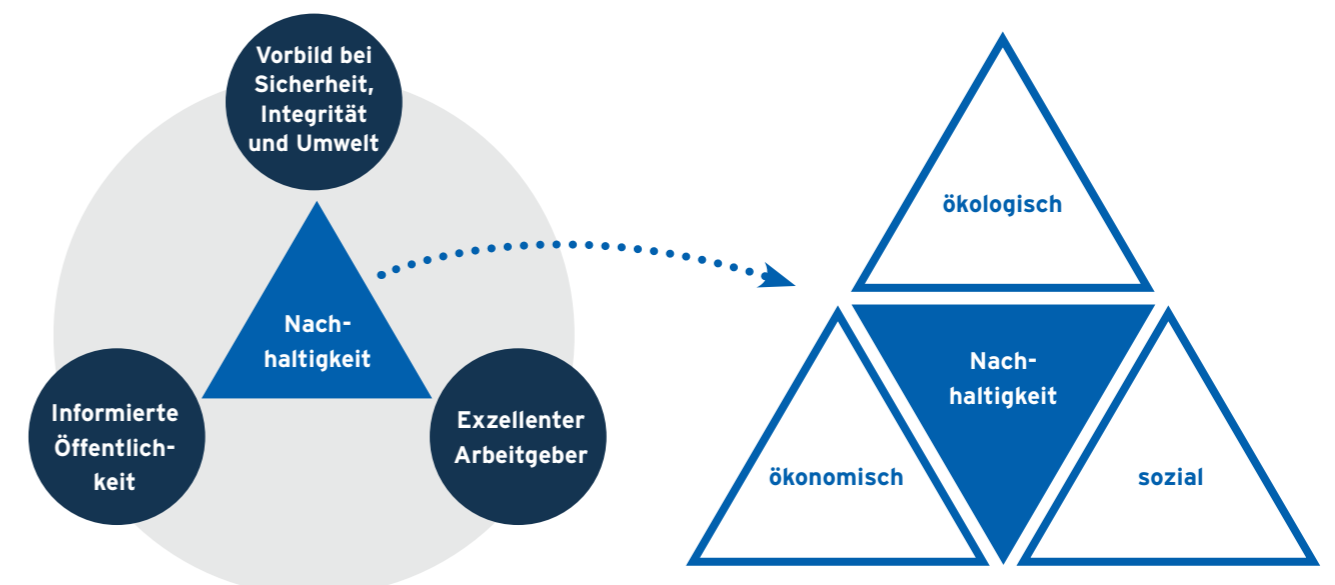 Vorbild bei
Sicherheit,
Integrität
und Umwelt
Nach-
haltigkeit
Informierte
Öffentlich-
keit
Exzellenter
Arbeitgeber
ökologisch
Nach-
haltigkeit
ökonomisch
sozial